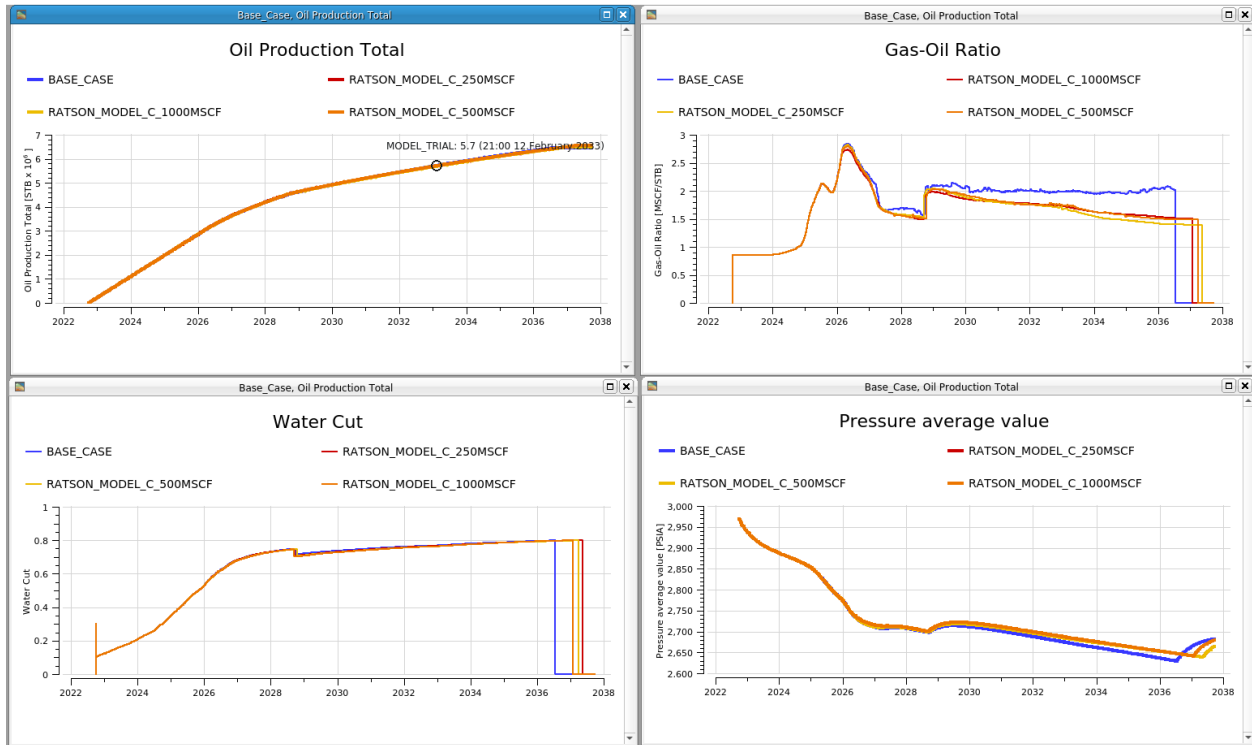 Base_Case, Oil Production Total
Oil Production Total
BASE_CASE
RATSON_MODEL_C_250MSCF
RATSON_MODEL_C_1000MSCF
RATSON_MODEL_C_500MSCF
Oil Production Total [STB x 10⁶]
7
6
5
4
3
2
1
0
MODEL_TRIAL: 5.7 (21:00 12,February,2033)
2022 2024 2026 2028 2030 2032 2034 2036 2038
Base_Case, Oil Production Total
Gas-Oil Ratio
BASE_CASE
RATSON_MODEL_C_1000MSCF
RATSON_MODEL_C_250MSCF
RATSON_MODEL_C_500MSCF
Gas-Oil Ratio [MSCF/STB]
3
2.5
2
1.5
1
0.5
0
2022 2024 2026 2028 2030 2032 2034 2036 2038
Base_Case, Oil Production Total
Water Cut
BASE_CASE
RATSON_MODEL_C_250MSCF
RATSON_MODEL_C_500MSCF
RATSON_MODEL_C_1000MSCF
Water Cut
1
0.8
0.6
0.4
0.2
0
2022 2024 2026 2028 2030 2032 2034 2036 2038
Base_Case, Oil Production Total
Pressure average value
BASE_CASE
RATSON_MODEL_C_250MSCF
RATSON_MODEL_C_500MSCF
RATSON_MODEL_C_1000MSCF
Pressure average value [PSIA]
3,000
2,950
2,900
2,850
2,800
2,750
2,700
2,650
2,600
2022 2024 2026 2028 2030 2032 2034 2036 2038